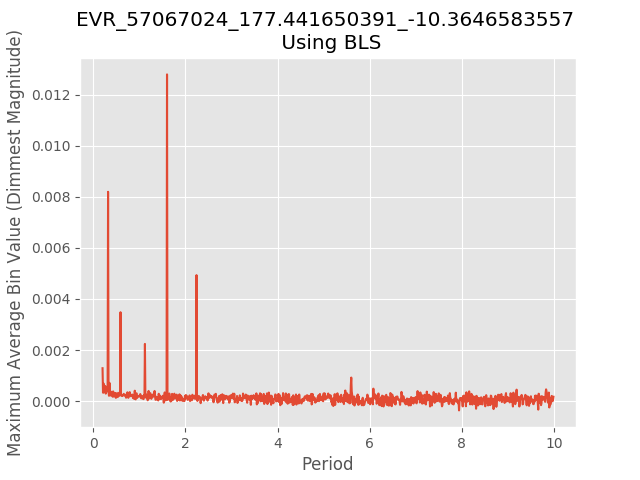 EVR_57067024_177.441650391_-10.3646583557
Using BLS
Maximum Average Bin Value (Dimmest Magnitude)
0.012
0.010
0.008
0.006
0.004
0.002
0.000
0 2 4 6 8 10
Period